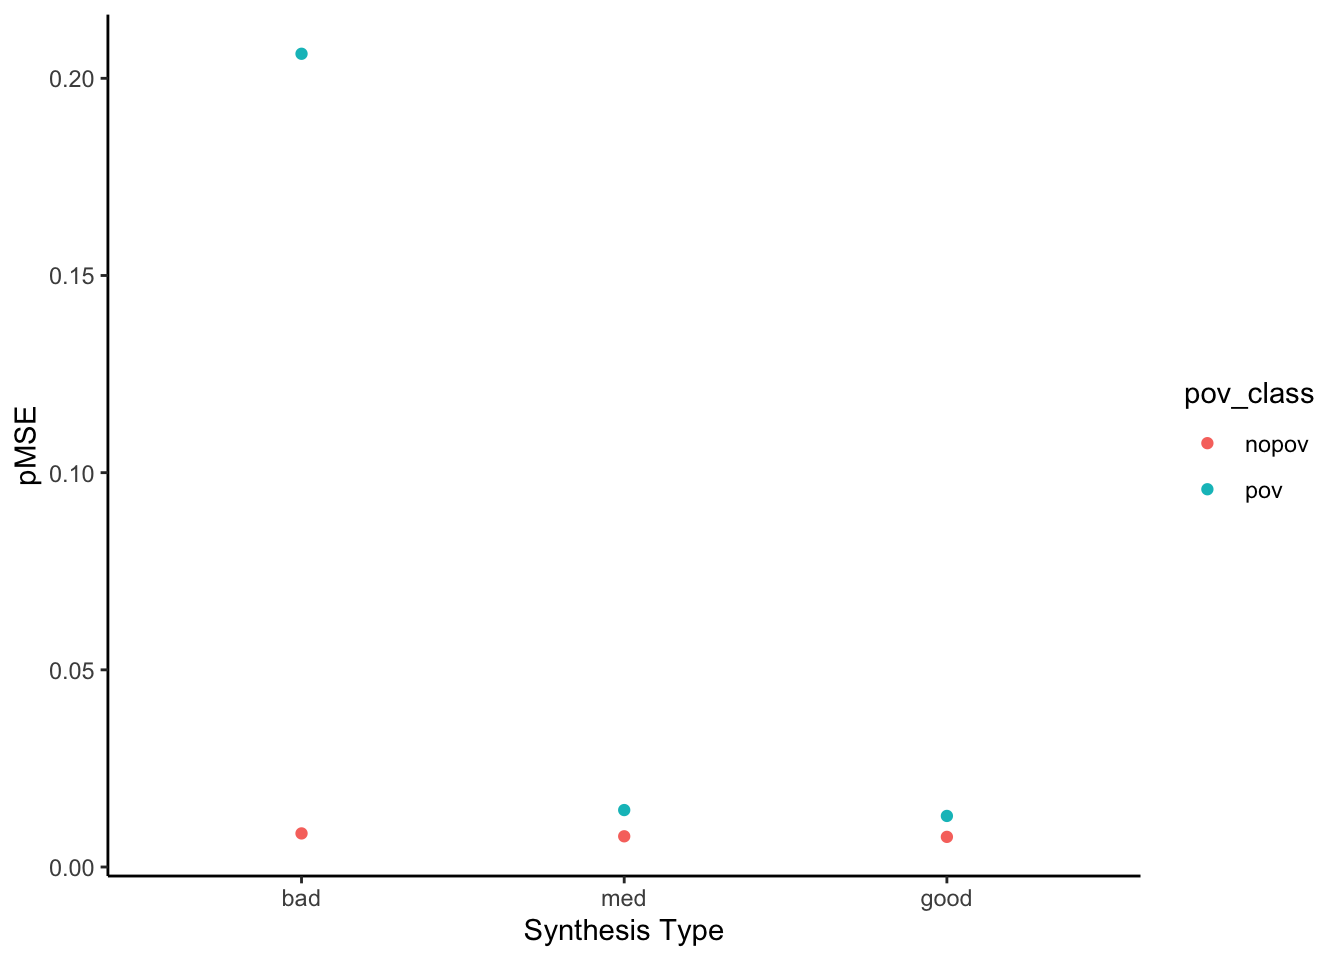 0.20
0.15
0.10
0.05
0.00
pMSE
bad
med
good
Synthesis Type
pov_class
nopov
pov